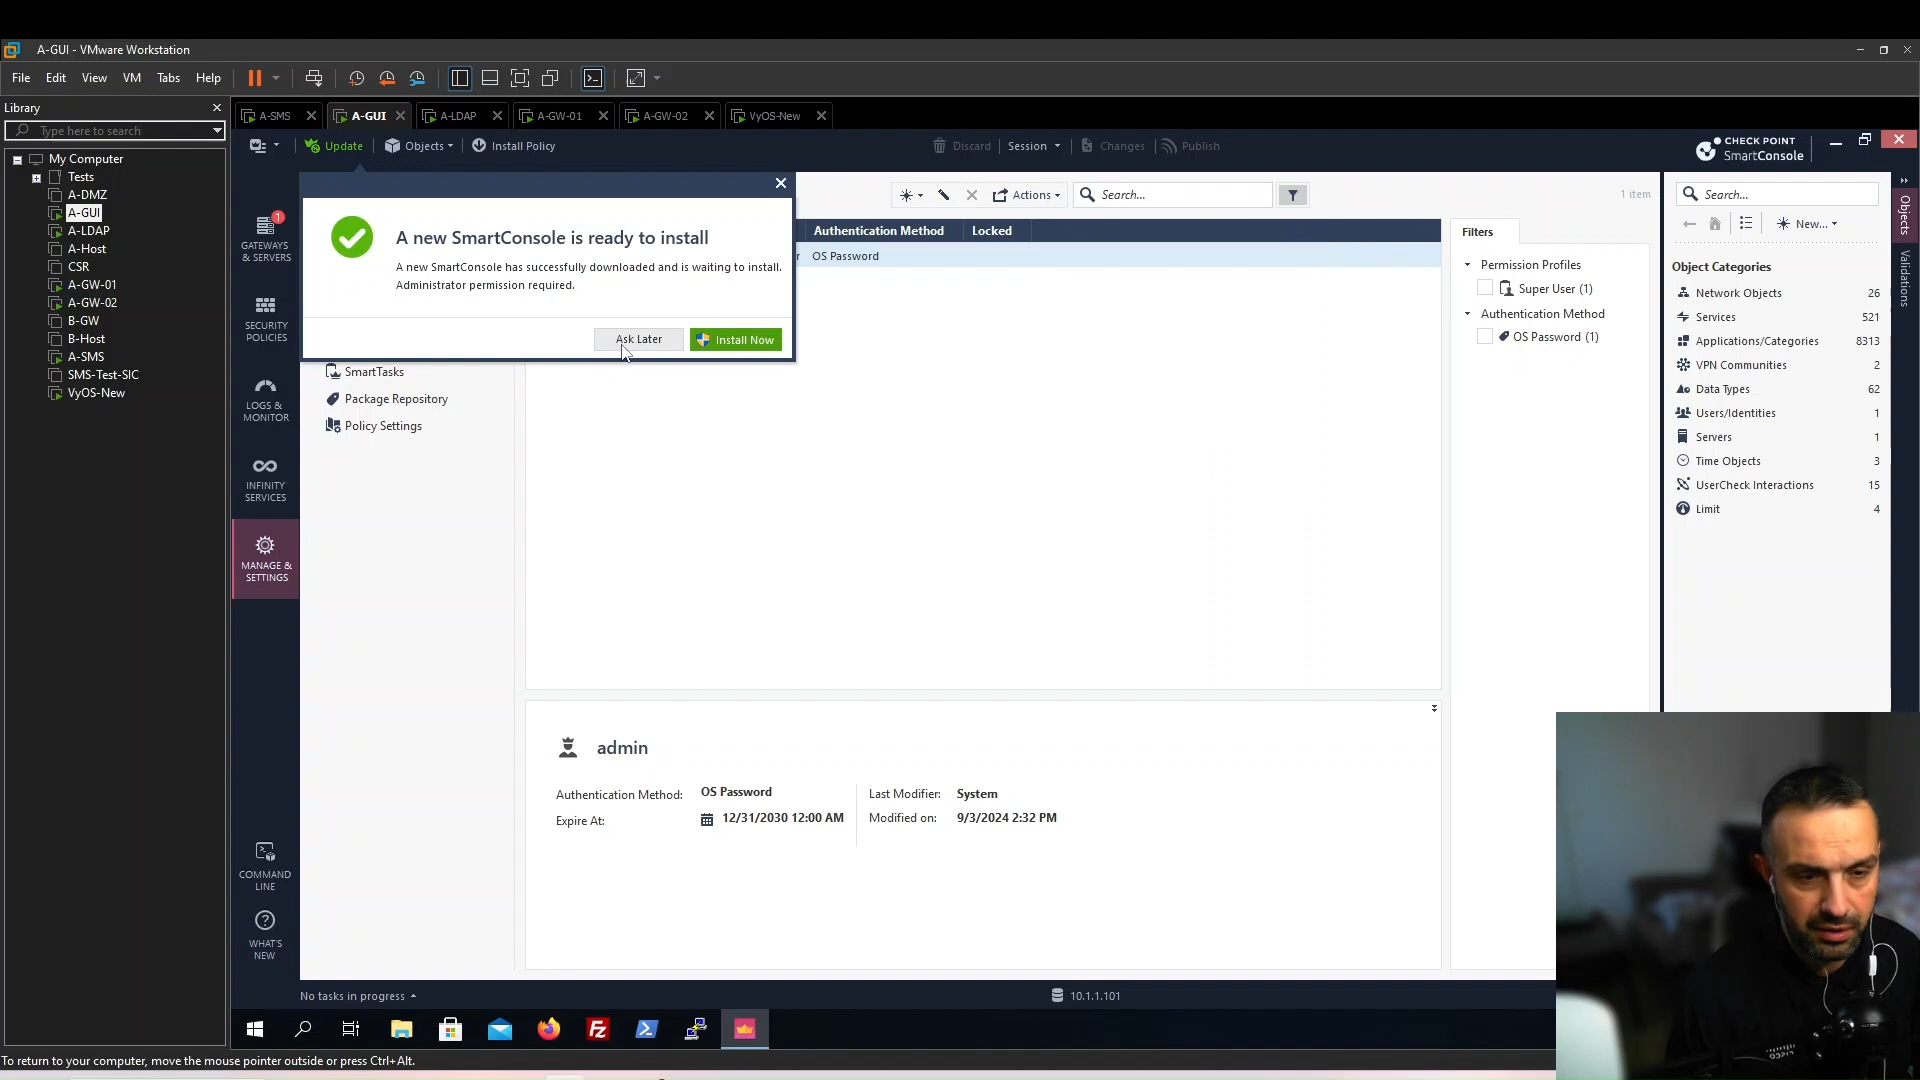 A-GUI - VMware Workstation
File Edit View VM Tabs Help
Library
Type here to search
My Computer
Tests
A-DMZ
A-GUI
A-LDAP
A-Host
CSR
A-GW-01
A-GW-02
B-GW
B-Host
A-SMS
SMS-Test-SIC
VyOS-New
A-SMS A-GUI A-LDAP A-GW-01 A-GW-02 VyOS-New
Update Objects Install Policy Discard Session Changes Publish
CHECK POINT
SmartConsole
1
GATEWAYS
& SERVERS
SECURITY
POLICIES
LOGS &
MONITOR
INFINITY
SERVICES
MANAGE &
SETTINGS
COMMAND
LINE
WHAT'S
NEW
A new SmartConsole is ready to install
A new SmartConsole has successfully downloaded and is waiting to install.
Administrator permission required.
Ask Later Install Now
SmartTasks
Package Repository
Policy Settings
Actions Search... 1 item
Authentication Method Locked
r OS Password
Filters
Permission Profiles
Super User (1)
Authentication Method
OS Password (1)
Search...
New...
Object Categories
Network Objects 26
Services 521
Applications/Categories 8313
VPN Communities 2
Data Types 62
Users/Identities 1
Servers 1
Time Objects 3
UserCheck Interactions 15
Limit 4
Objects
Validations
admin
Authentication Method: OS Password
Expire At: 12/31/2030 12:00 AM
Last Modifier: System
Modified on: 9/3/2024 2:32 PM
No tasks in progress
10.1.1.101
Fz
To return to your computer, move the mouse pointer outside or press Ctrl+Alt.